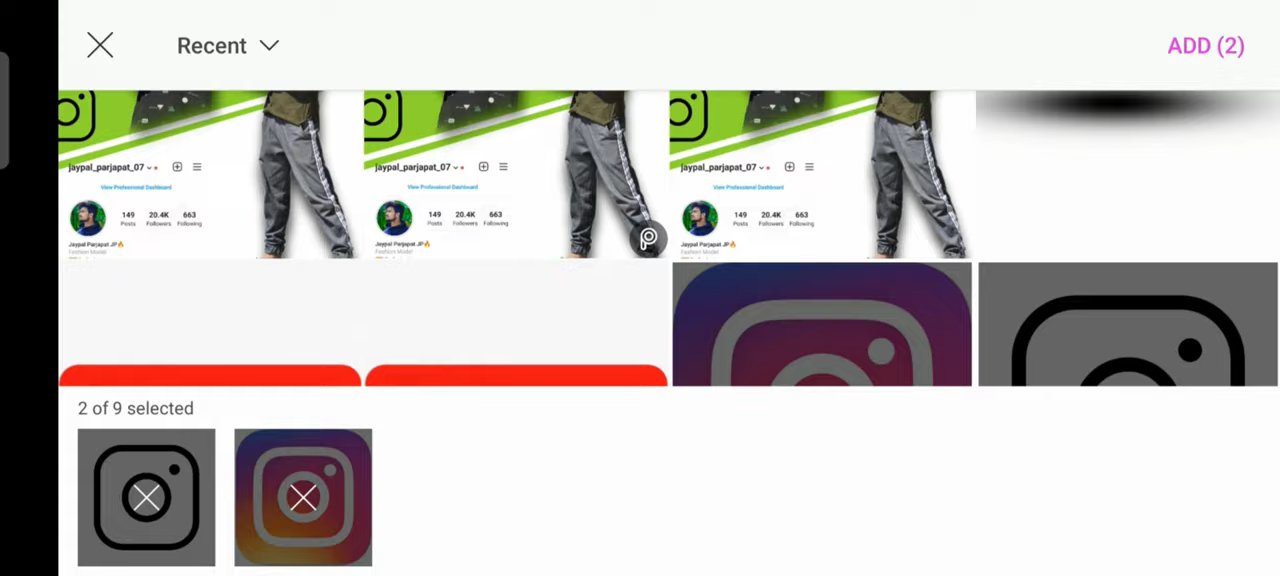 Recent
ADD (2)
jaypal_parjapat_07
View Professional Dashboard
149 20.4K 663
Posts Followers Following
Jaypal Parjapat JP🔥
Fashion Model
jaypal_parjapat_07
View Professional Dashboard
149 20.4K 663
Posts Followers Following
Jaypal Parjapat JP🔥
Fashion Model
jaypal_parjapat_07
View Professional Dashboard
149 20.4K 663
Posts Followers Following
Jaypal Parjapat JP🔥
Fashion Model
2 of 9 selected